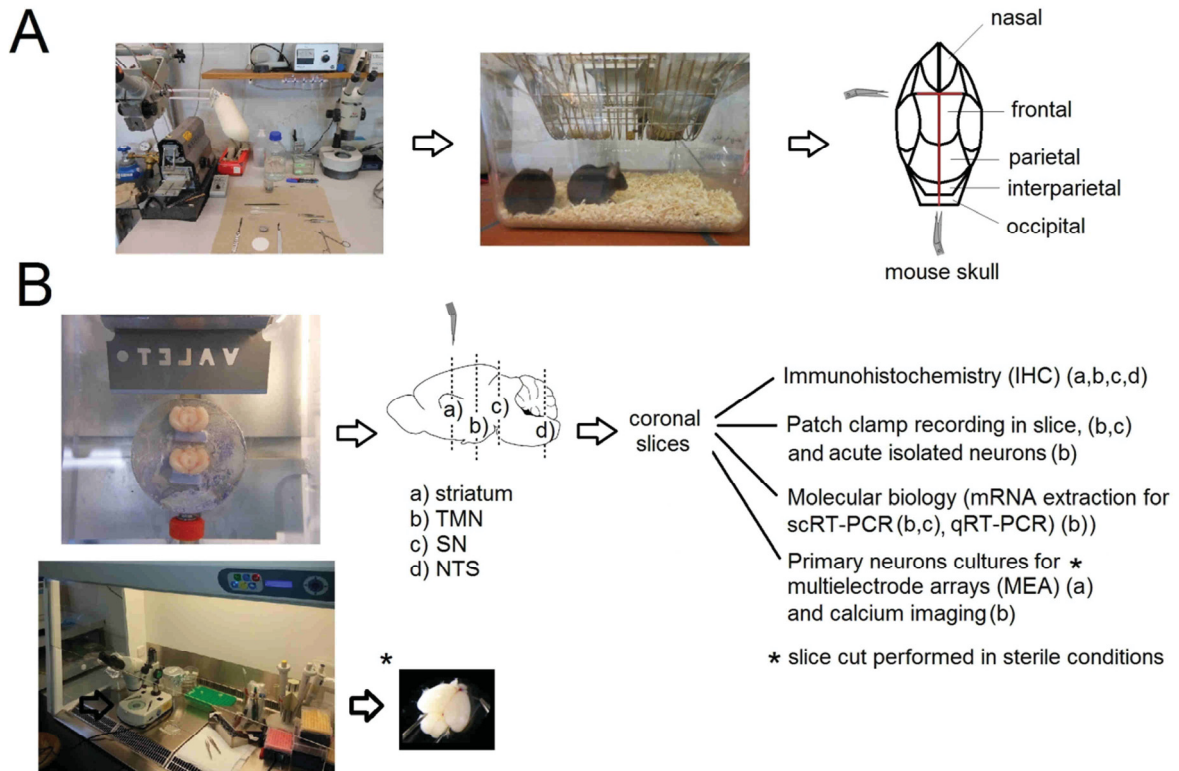 A
nasal
frontal
parietal
interparietal
occipital
mouse skull
B
VALET
a)
b)
c)
d)
a) striatum
b) TMN
c) SN
d) NTS
coronal
slices
Immunohistochemistry (IHC) (a,b,c,d)
Patch clamp recording in slice, (b,c)
and acute isolated neurons (b)
Molecular biology (mRNA extraction for
scRT-PCR (b,c), qRT-PCR) (b))
Primary neurons cultures for *
multielectrode arrays (MEA) (a)
and calcium imaging (b)
* slice cut performed in sterile conditions
*